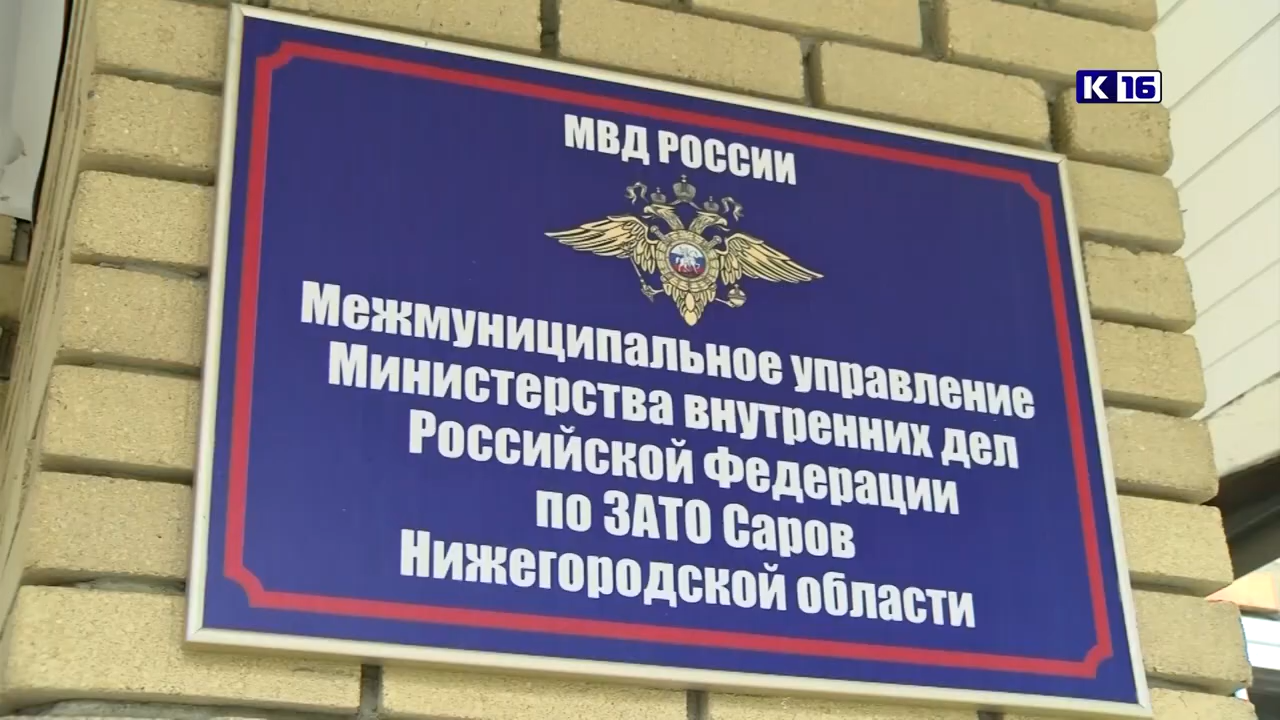 К 16
МВД РОССИИ
Межмуниципальное управление
Министерства внутренних дел
Российской Федерации
по ЗАТО Саров
Нижегородской области